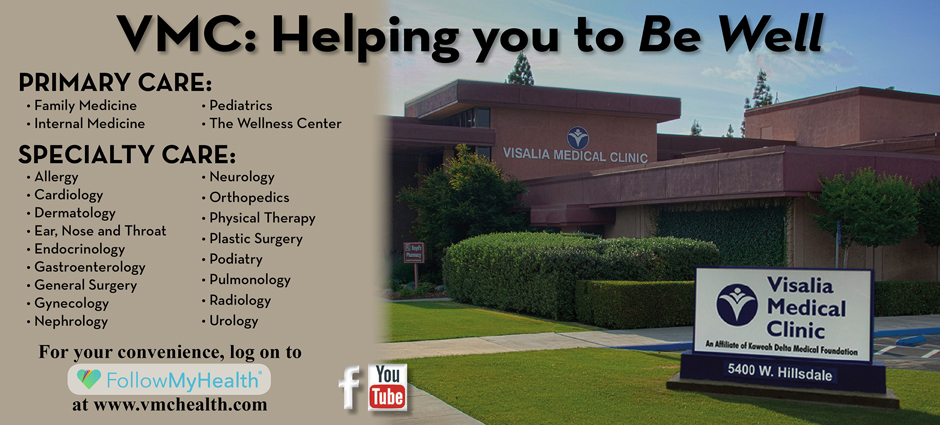 VMC: Helping you to Be Well
PRIMARY CARE:
• Family Medicine
• Internal Medicine
• Pediatrics
• The Wellness Center
SPECIALTY CARE:
• Allergy
• Cardiology
• Dermatology
• Ear, Nose and Throat
• Endocrinology
• Gastroenterology
• General Surgery
• Gynecology
• Nephrology
• Neurology
• Orthopedics
• Physical Therapy
• Plastic Surgery
• Podiatry
• Pulmonology
• Radiology
• Urology
For your convenience, log on to
FollowMyHealth®
at www.vmchealth.com
f
You
Tube
VISALIA MEDICAL CLINIC
Pharmacy
Visalia
Medical
Clinic
An Affiliate of Kaweah Delta Medical Foundation
5400 W. Hillsdale